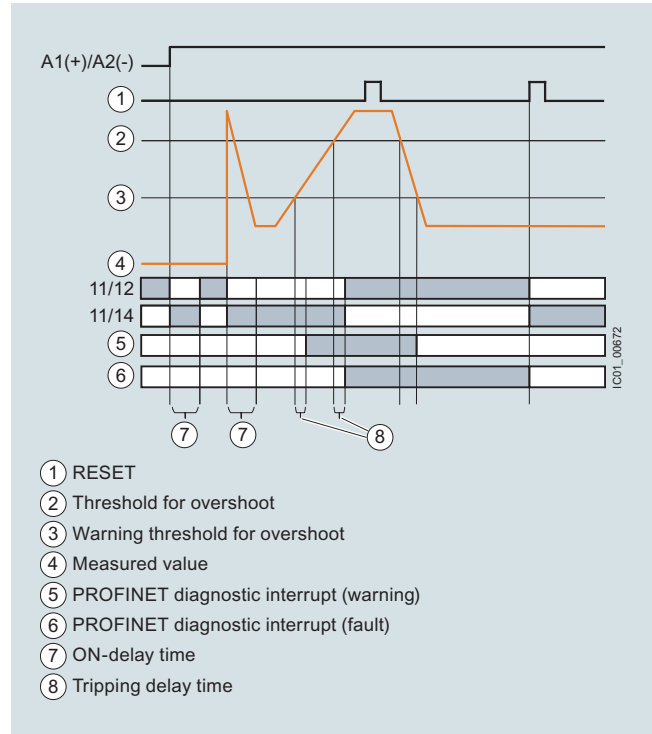 A1(+)/A2(-)
1
2
3
4
11/12
11/14
5
6
7 7 8
IC01_00672
1 RESET
2 Threshold for overshoot
3 Warning threshold for overshoot
4 Measured value
5 PROFINET diagnostic interrupt (warning)
6 PROFINET diagnostic interrupt (fault)
7 ON-delay time
8 Tripping delay time